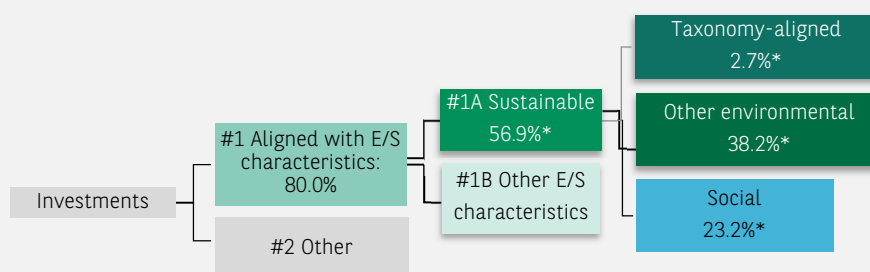 Investments
#1 Aligned with E/S
characteristics:
80.0%
#2 Other
#1A Sustainable
56.9%*
#1B Other E/S
characteristics
Taxonomy-aligned
2.7%*
Other environmental
38.2%*
Social
23.2%*